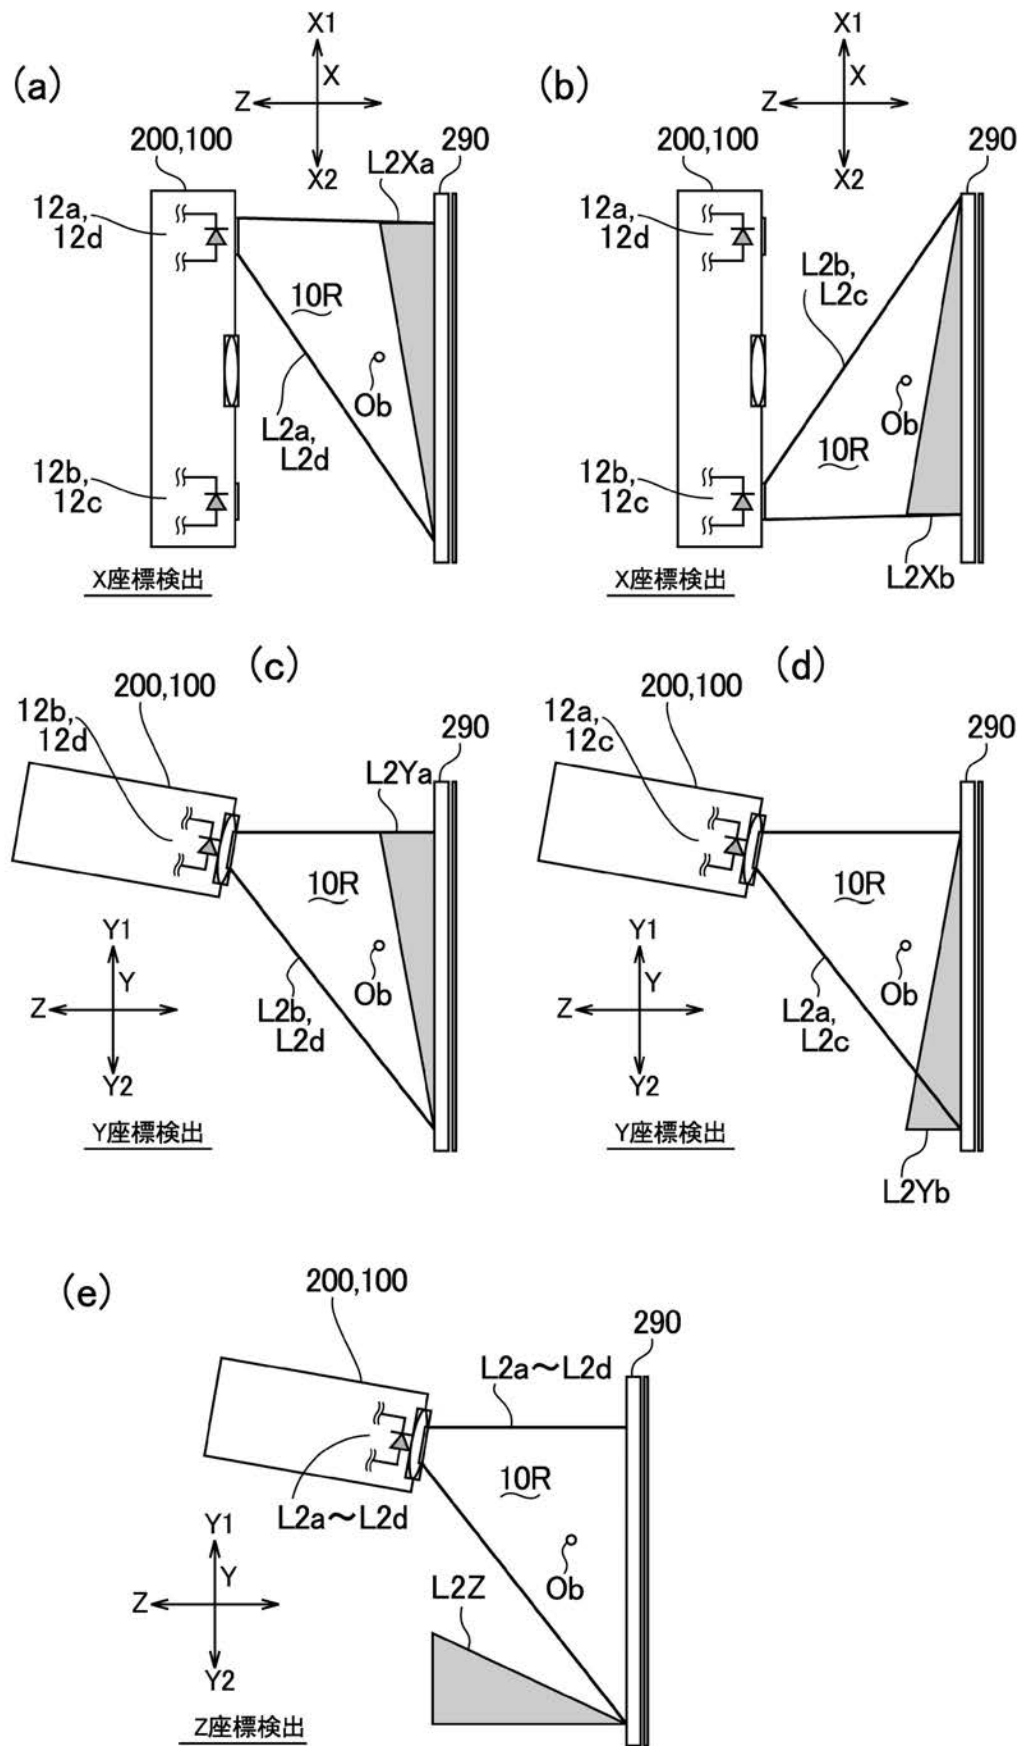 (a)
X1
X
Z
X2
200,100
290
L2Xa
12a,
12d
10R
Ob
L2a,
L2d
12b,
12c
X座標検出
(b)
X1
X
Z
X2
200,100
290
12a,
12d
L2b,
L2c
Ob
10R
12b,
12c
L2Xb
X座標検出
(c)
200,100
290
12b,
12d
L2Ya
10R
Ob
L2b,
L2d
Y1
Y
Z
Y2
Y座標検出
(d)
200,100
290
12a,
12c
10R
Ob
L2a,
L2c
Y1
Y
Z
Y2
L2Yb
Y座標検出
(e)
200,100
290
L2a～L2d
10R
L2a～L2d
Ob
Y1
Y
Z
Y2
L2Z
Z座標検出